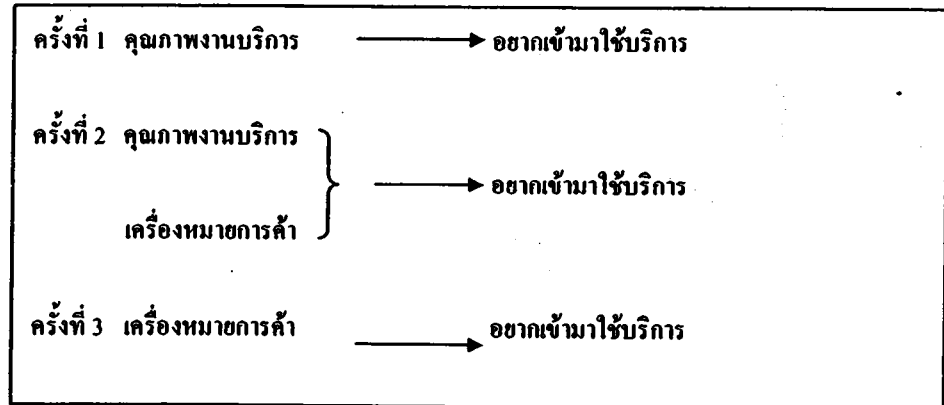 ครั้งที่ 1 คุณภาพงานบริการ อยากเข้ามาใช้บริการ
ครั้งที่ 2 คุณภาพงานบริการ
อยากเข้ามาใช้บริการ
เครื่องหมายการค้า
ครั้งที่ 3 เครื่องหมายการค้า อยากเข้ามาใช้บริการ